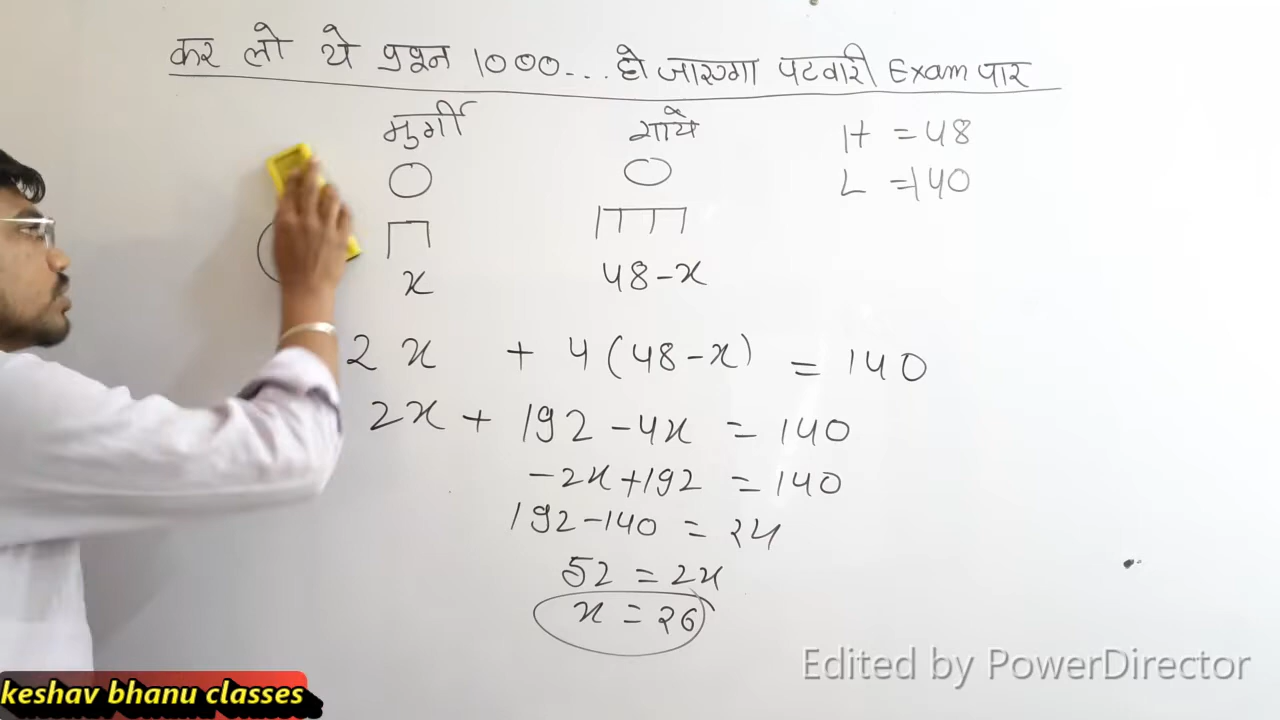 कर लो ये प्रश्न 1000... हो जाएगा पटवारी Exam पार
मुर्गी गाये H = 48
L = 140
x 48-x
2x + 4(48-x) = 140
2x + 192 - 4x = 140
-2x + 192 = 140
192 - 140 = 2x
52 = 2x
x = 26
Edited by PowerDirector
keshav bhanu classes